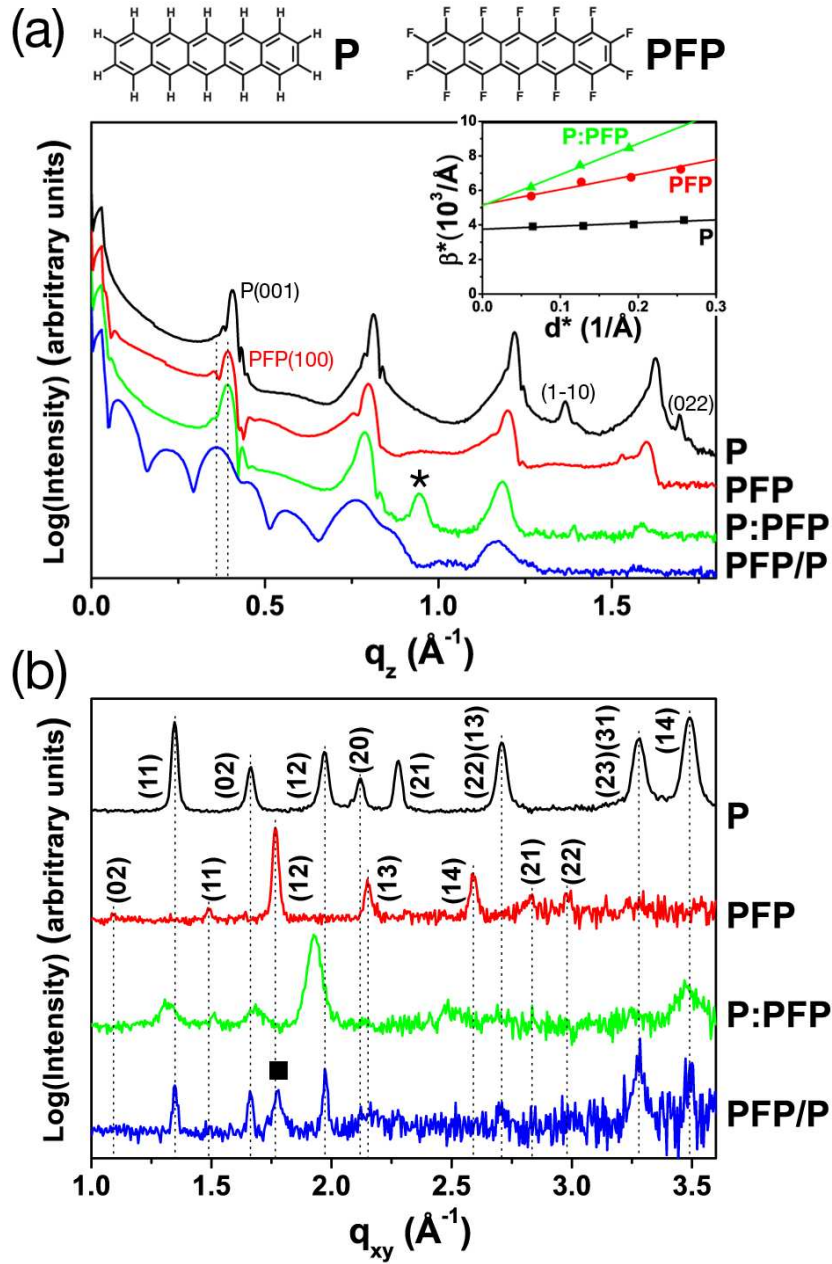 (a)
H H H H H
H H
H H
H H H H H
P
F F F F F
F F
F F
F F F F F
PFP
Log(Intensity) (arbritrary units)
P(001)
PFP(100)
(1-10)
(022)
*
P
PFP
P:PFP
PFP/P
0.0 0.5 1.0 1.5
q_z (Å⁻¹)
β* (10³/Å)
10
8
6
4
2
0
P:PFP
PFP
P
0.0 0.1 0.2 0.3
d* (1/Å)
(b)
Log(Intensity) (arbritrary units)
(11) (02) (12) (20) (21) (22)(13) (23)(31) (14)
P
(02) (11) (12) (13) (14) (21) (22)
PFP
P:PFP
PFP/P
1.0 1.5 2.0 2.5 3.0 3.5
q_xy (Å⁻¹)